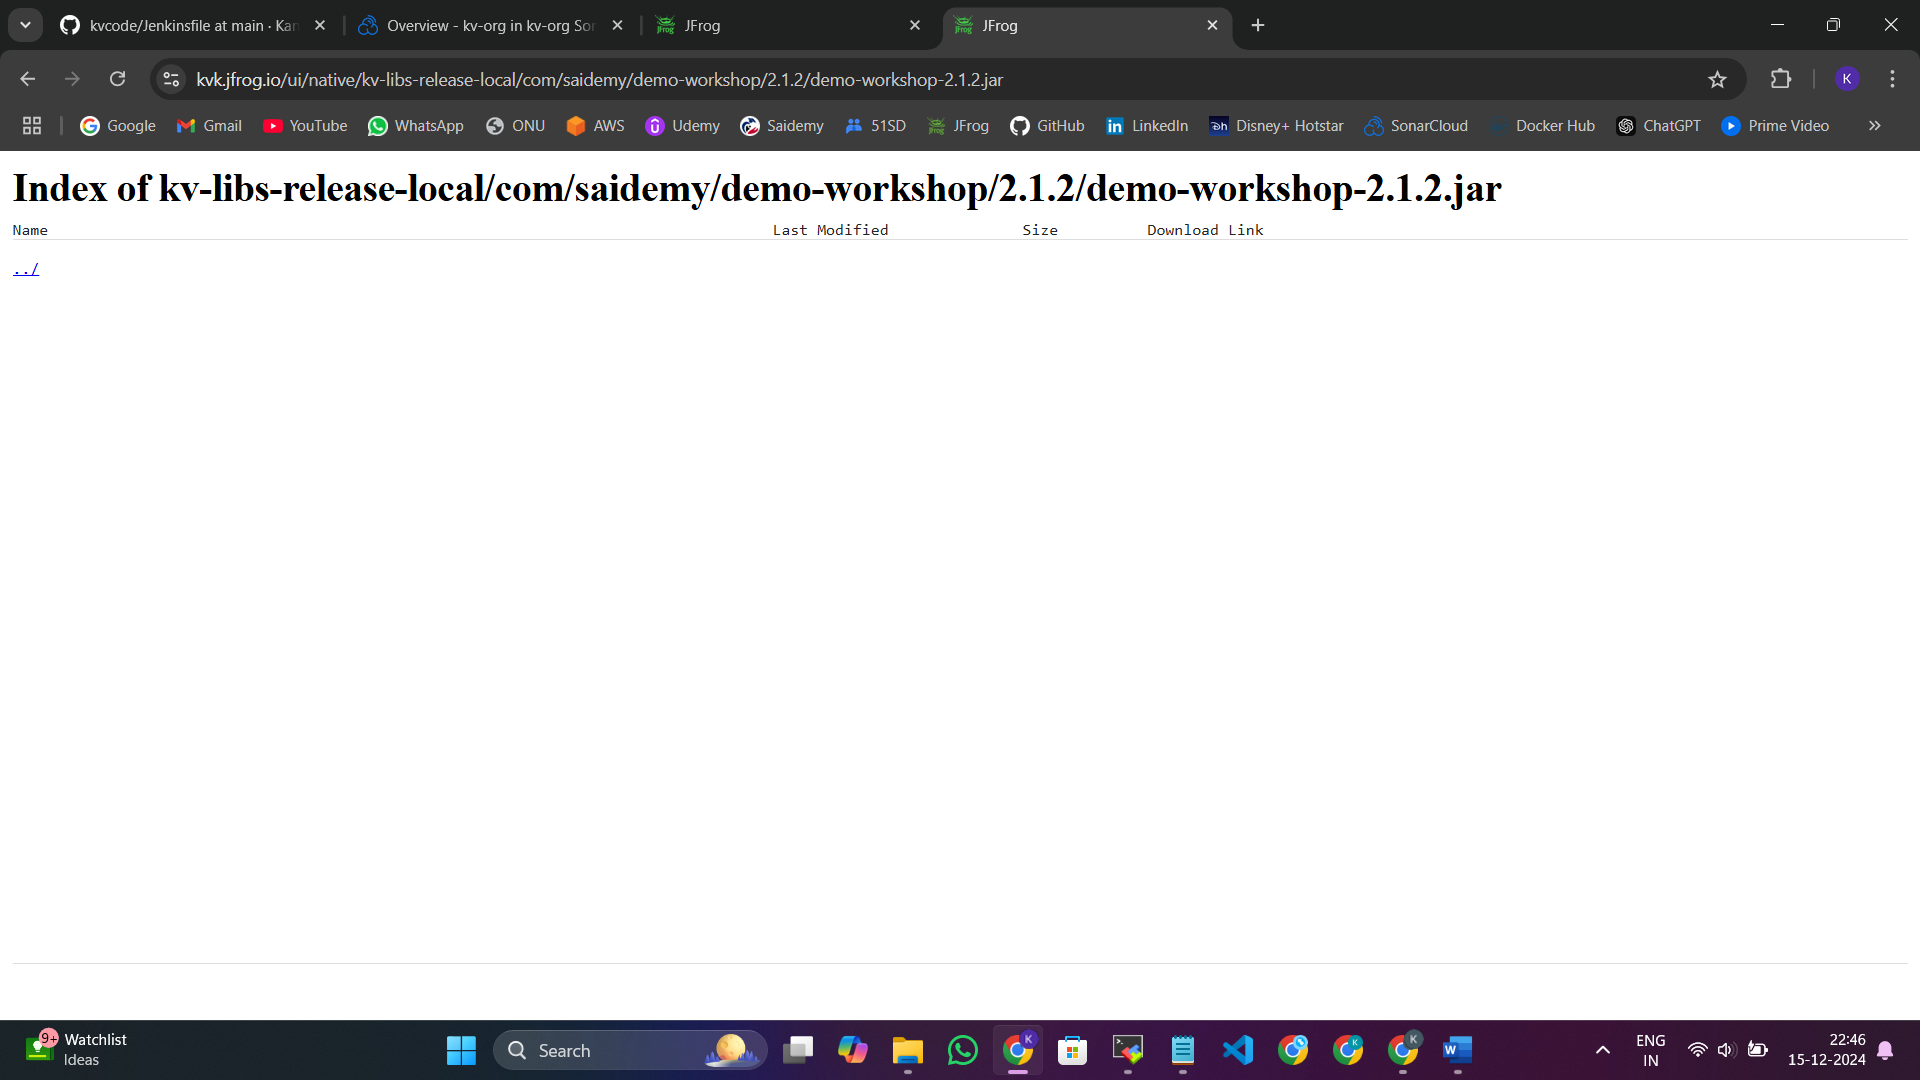 kvcode/Jenkinsfile at main · Kan
Overview - kv-org in kv-org Sor
JFrog
JFrog
kvk.jfrog.io/ui/native/kv-libs-release-local/com/saidemy/demo-workshop/2.1.2/demo-workshop-2.1.2.jar
K
Google
Gmail
YouTube
WhatsApp
ONU
AWS
Udemy
Saidemy
51SD
JFrog
GitHub
LinkedIn
Disney+ Hotstar
SonarCloud
Docker Hub
ChatGPT
Prime Video
Index of kv-libs-release-local/com/saidemy/demo-workshop/2.1.2/demo-workshop-2.1.2.jar
Name Last Modified Size Download Link
../
9+
Watchlist
Ideas
Search
ENG
IN
22:46
15-12-2024